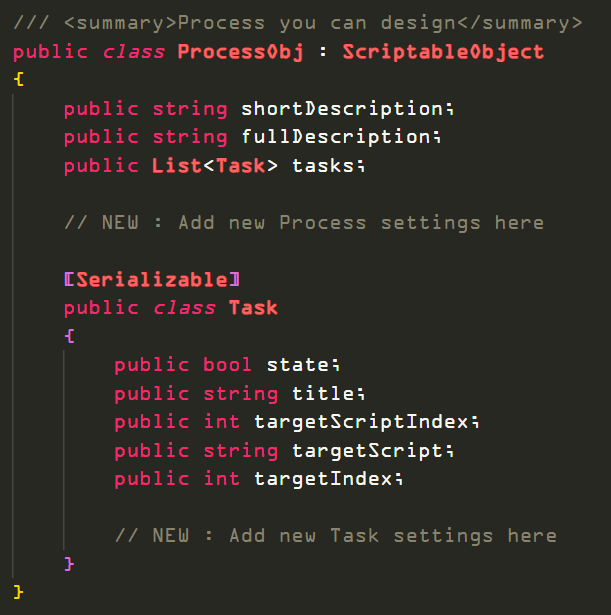 /// <summary>Process you can design</summary>
public class ProcessObj : ScriptableObject
{
public string shortDescription;
public string fullDescription;
public List<Task> tasks;
// NEW : Add new Process settings here
[Serializable]
public class Task
{
public bool state;
public string title;
public int targetScriptIndex;
public string targetScript;
public int targetIndex;
// NEW : Add new Task settings here
}
}